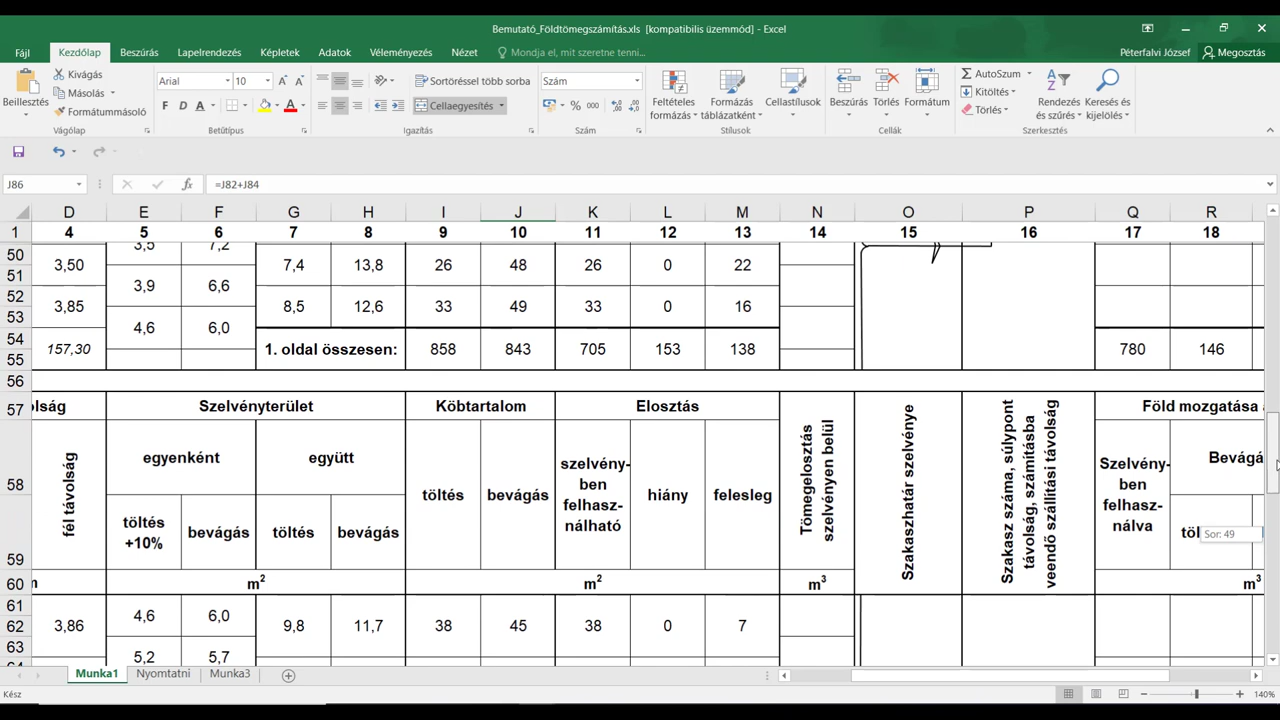 Bemutató_Földtömegszámítás.xls [kompatibilis üzemmód] - Excel
Fájl Kezdőlap Beszúrás Lapelrendezés Képletek Adatok Véleményezés Nézet Mondja el, mit szeretne tenni... Péterfalvi József Megosztás
Beillesztés Kivágás Másolás Formátummásoló Vágólap
Arial 10 F D A Betűtípus
Sortöréssel több sorba Cellaegyesítés Igazítás
Szám % 000 Szám
Feltételes formázás Formázás táblázatként Cellastílusok Stílusok
Beszúrás Törlés Formátum Cellák
AutoSzum Kitöltés Törlés Rendezés és szűrés Keresés és kijelölés Szerkesztés
J86 fx =J82+J84
D E F G H I J K L M N O P Q R
1 4 5 6 7 8 9 10 11 12 13 14 15 16 17 18
50 3,5 7,2
51 3,50 7,4 13,8 26 48 26 0 22
52 3,9 6,6
53 3,85 8,5 12,6 33 49 33 0 16
54 4,6 6,0
55 157,30 1. oldal összesen: 858 843 705 153 138 780 146
56
57 olság Szelvényterület Köbtartalom Elosztás Föld mozgatása a
58 fél távolság egyenként együtt töltés bevágás szelvény-ben felhasz-nálható hiány felesleg Tömegelosztás szelvényen belül Szakaszhatár szelvénye Szakasz száma, súlypont távolság, számításba veendő szállítási távolság Szelvény-ben felhasz-nálva Bevágá
59 töltés +10% bevágás töltés bevágás töl Sor: 49
60 m m² m² m³ m³
61 4,6 6,0
62 3,86 9,8 11,7 38 45 38 0 7
63 5,2 5,7
Munka1 Nyomtatni Munka3
Kész 140%